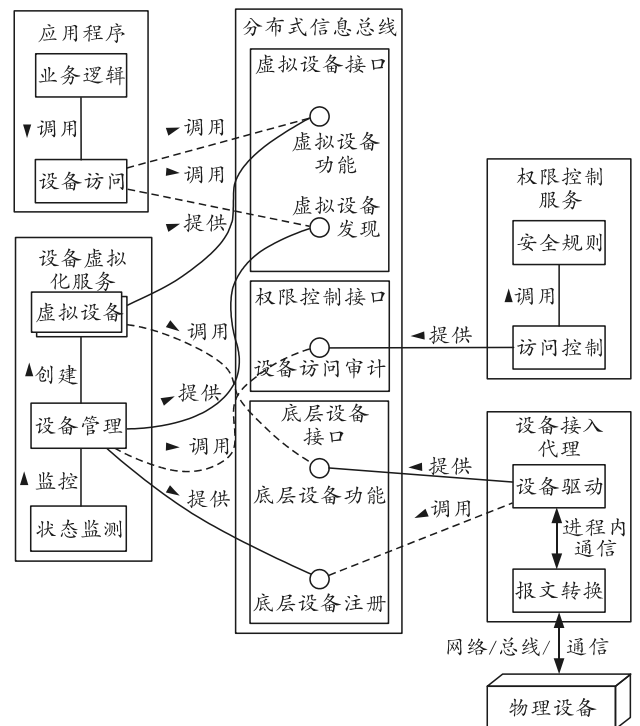 应用程序
业务逻辑
调用
设备访问
设备虚拟
化服务
虚拟设备
创建
设备管理
监控
状态监测
调用
调用
提供
调用
提供
调用
提供
分布式信息总线
虚拟设备接口
虚拟设备
功能
虚拟设备
发现
权限控制接口
设备访问审计
底层设备
接口
底层设备功能
底层设备注册
提供
提供
调用
权限控制
服务
安全规则
调用
访问控制
设备接入
代理
设备驱动
进程内
通信
报文转换
网络/总线/ 通信
物理设备